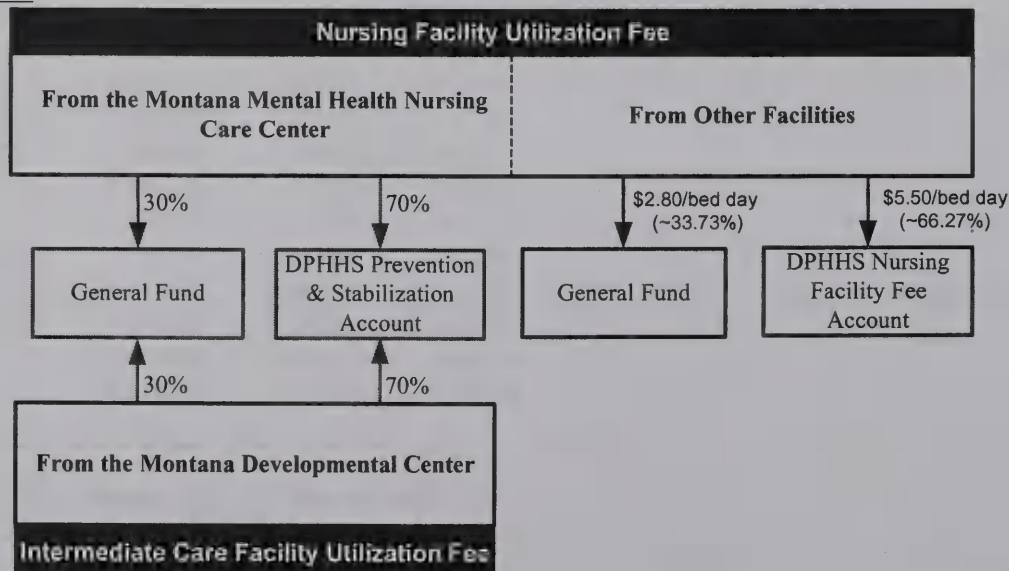 Nursing Facility Utilization Fee
From the Montana Mental Health Nursing
Care Center
From Other Facilities
30%
70%
$2.80/bed day
(~33.73%)
$5.50/bed day
(~66.27%)
General Fund
DPHHS Prevention
& Stabilization
Account
General Fund
DPHHS Nursing
Facility Fee
Account
30%
70%
From the Montana Developmental Center
Intermediate Care Facility Utilization Fee